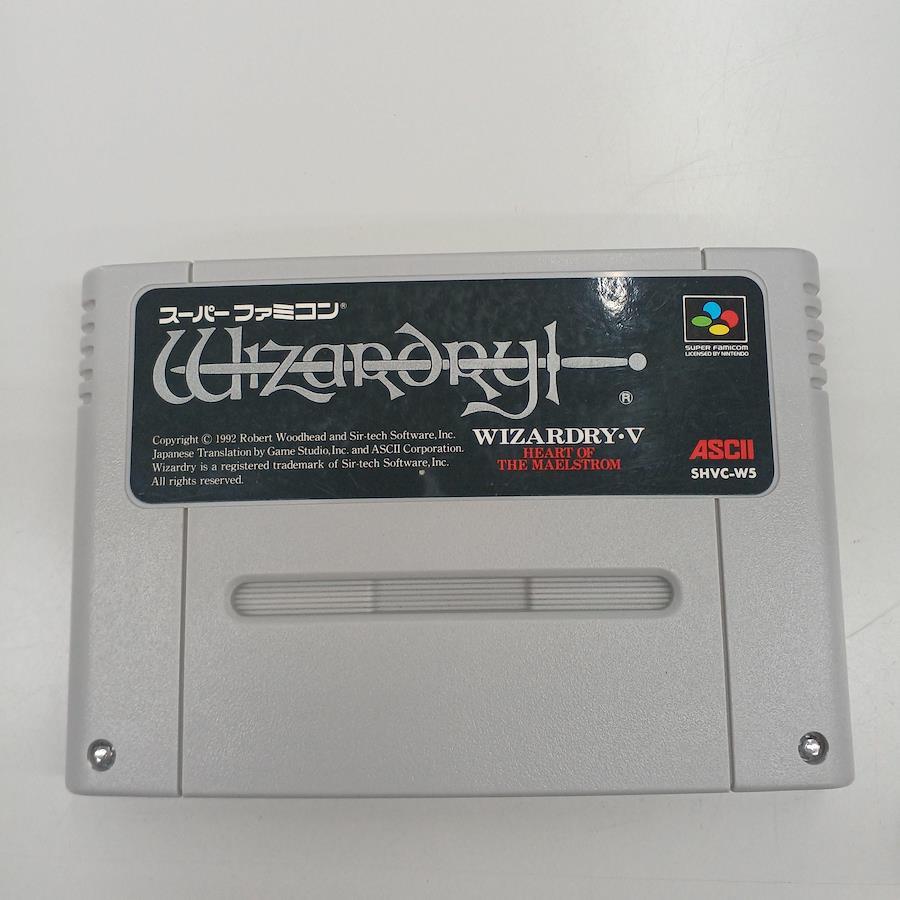 スーパーファミコン®
Wizardry®
SUPER FAMICOM
LICENSED BY NINTENDO
Copyright © 1992 Robert Woodhead and Sir-tech Software, Inc.
Japanese Translation by Game Studio, Inc. and ASCII Corporation.
Wizardry is a registered trademark of Sir-tech Software, Inc.
All rights reserved.
WIZARDRY·V
HEART OF
THE MAELSTROM
ASCII
SHVC-W5